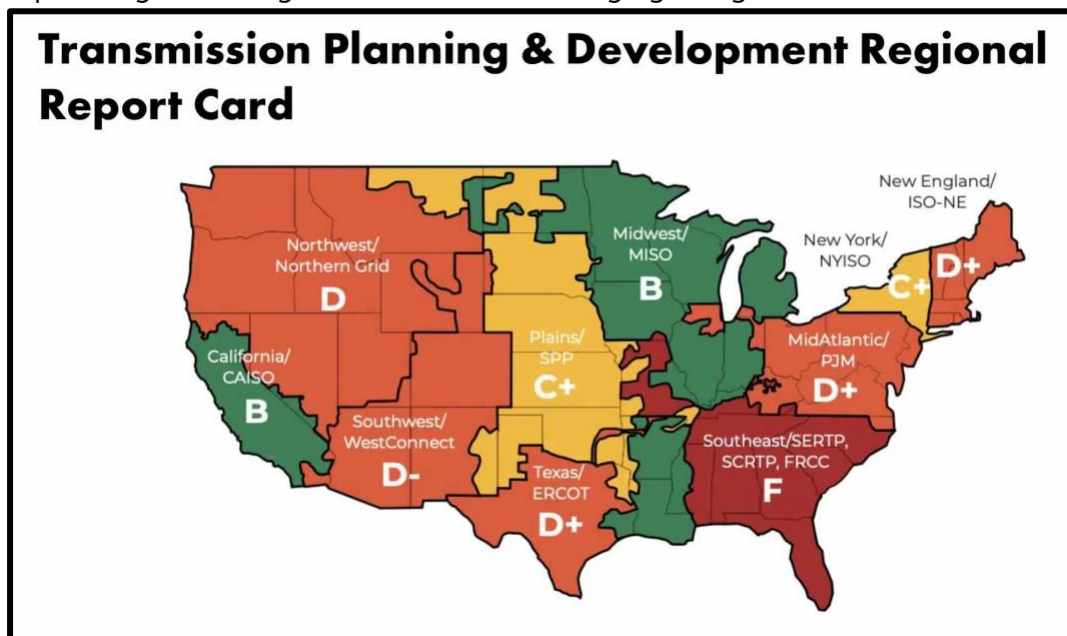 Transmission Planning & Development Regional
Report Card
New England/
ISO-NE
Northwest/
Northern Grid
D
Midwest/
MISO
B
New York/
NYISO
C+
D+
California/
CAISO
B
Plains/
SPP
C+
MidAtlantic/
PJM
D+
Southwest/
WestConnect
D-
Texas/
ERCOT
D+
Southeast/SERTP,
SCRTP, FRCC
F